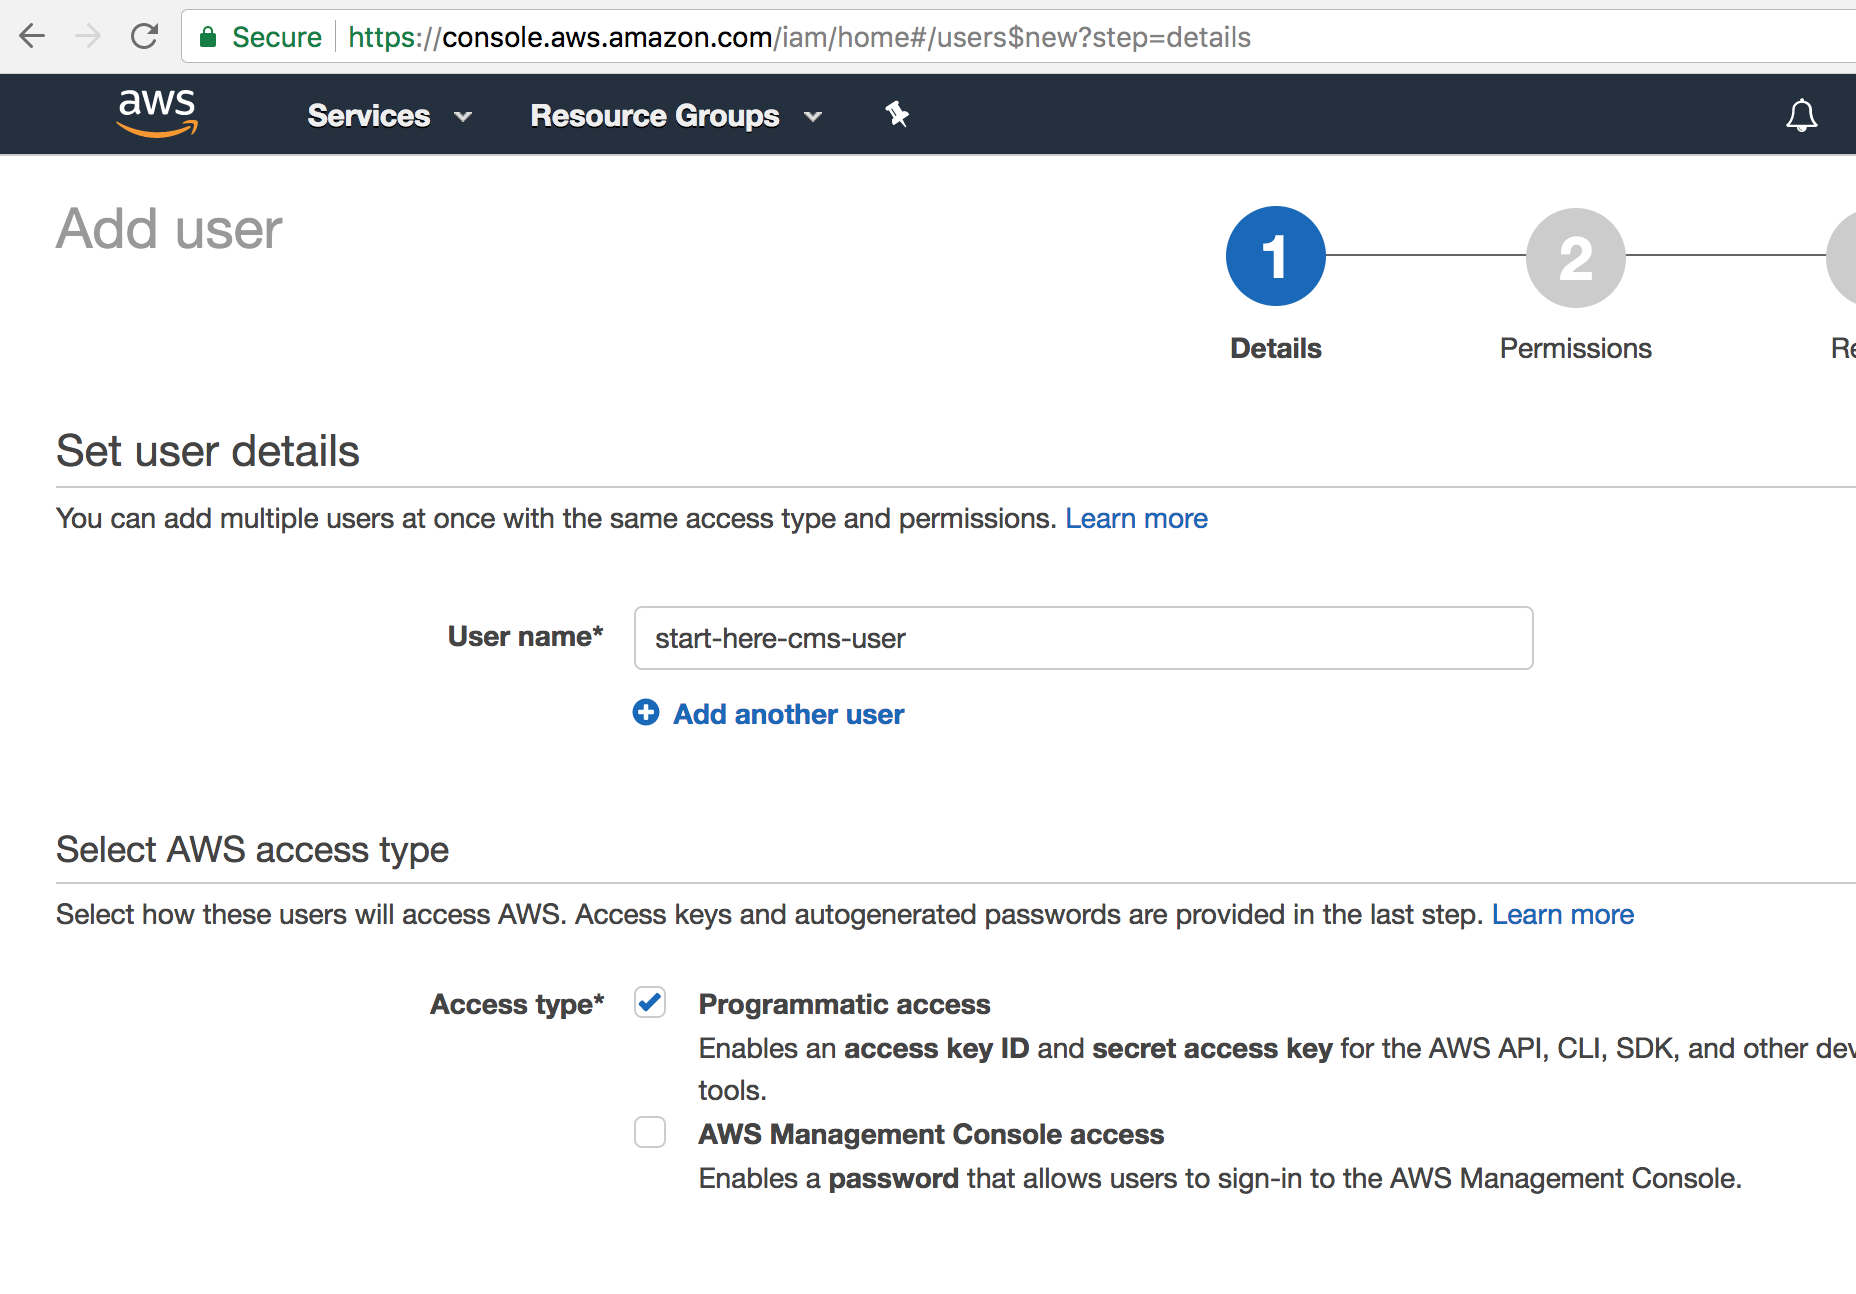 Secure https://console.aws.amazon.com/iam/home#/users$new?step=details
aws Services Resource Groups
Add user
1 2
Details Permissions Re
Set user details
You can add multiple users at once with the same access type and permissions. Learn more
User name* start-here-cms-user
Add another user
Select AWS access type
Select how these users will access AWS. Access keys and autogenerated passwords are provided in the last step. Learn more
Access type* Programmatic access
Enables an access key ID and secret access key for the AWS API, CLI, SDK, and other dev
tools.
AWS Management Console access
Enables a password that allows users to sign-in to the AWS Management Console.